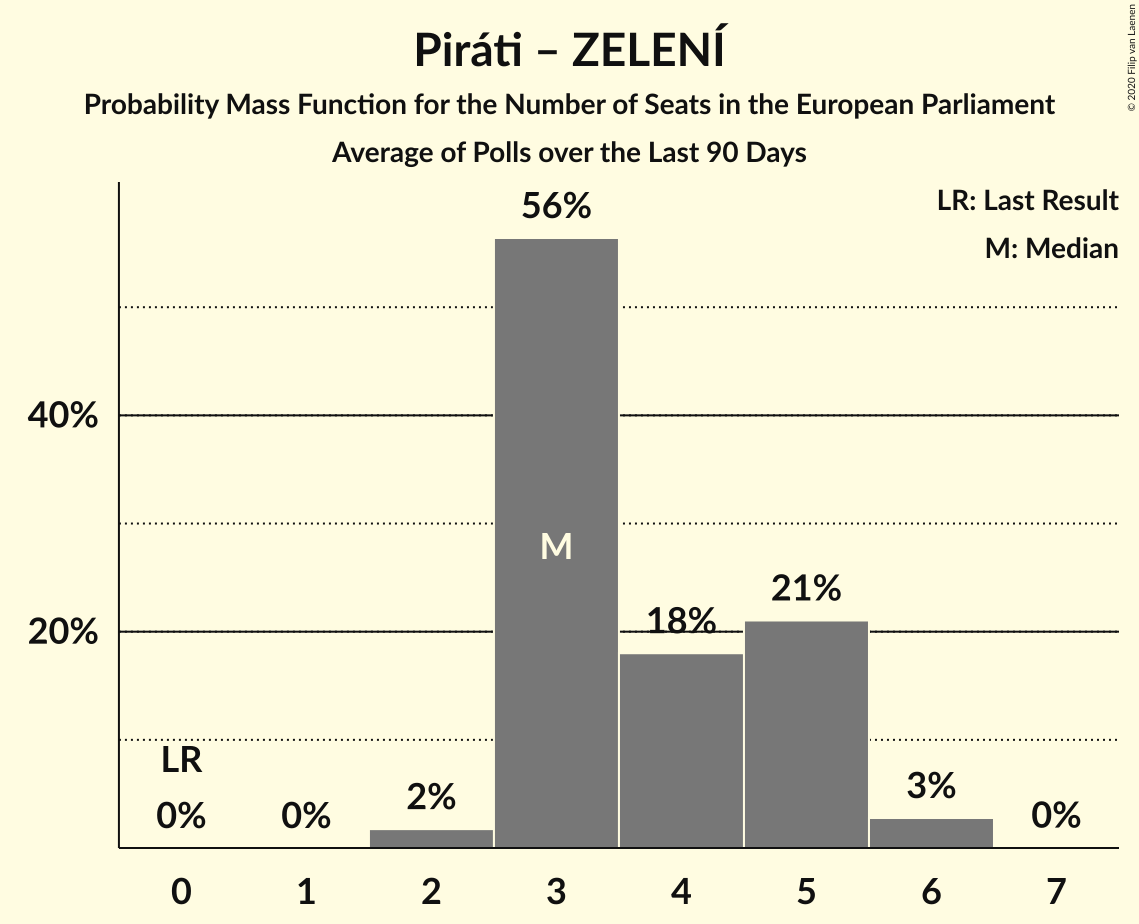 Piráti – ZELENÍ
Probability Mass Function for the Number of Seats in the European Parliament
Average of Polls over the Last 90 Days
© 2020 Filip van Laenen
LR: Last Result
M: Median
56%
40%
M
21%
18%
20%
LR
0%
0%
2%
3%
0%
0 1 2 3 4 5 6 7